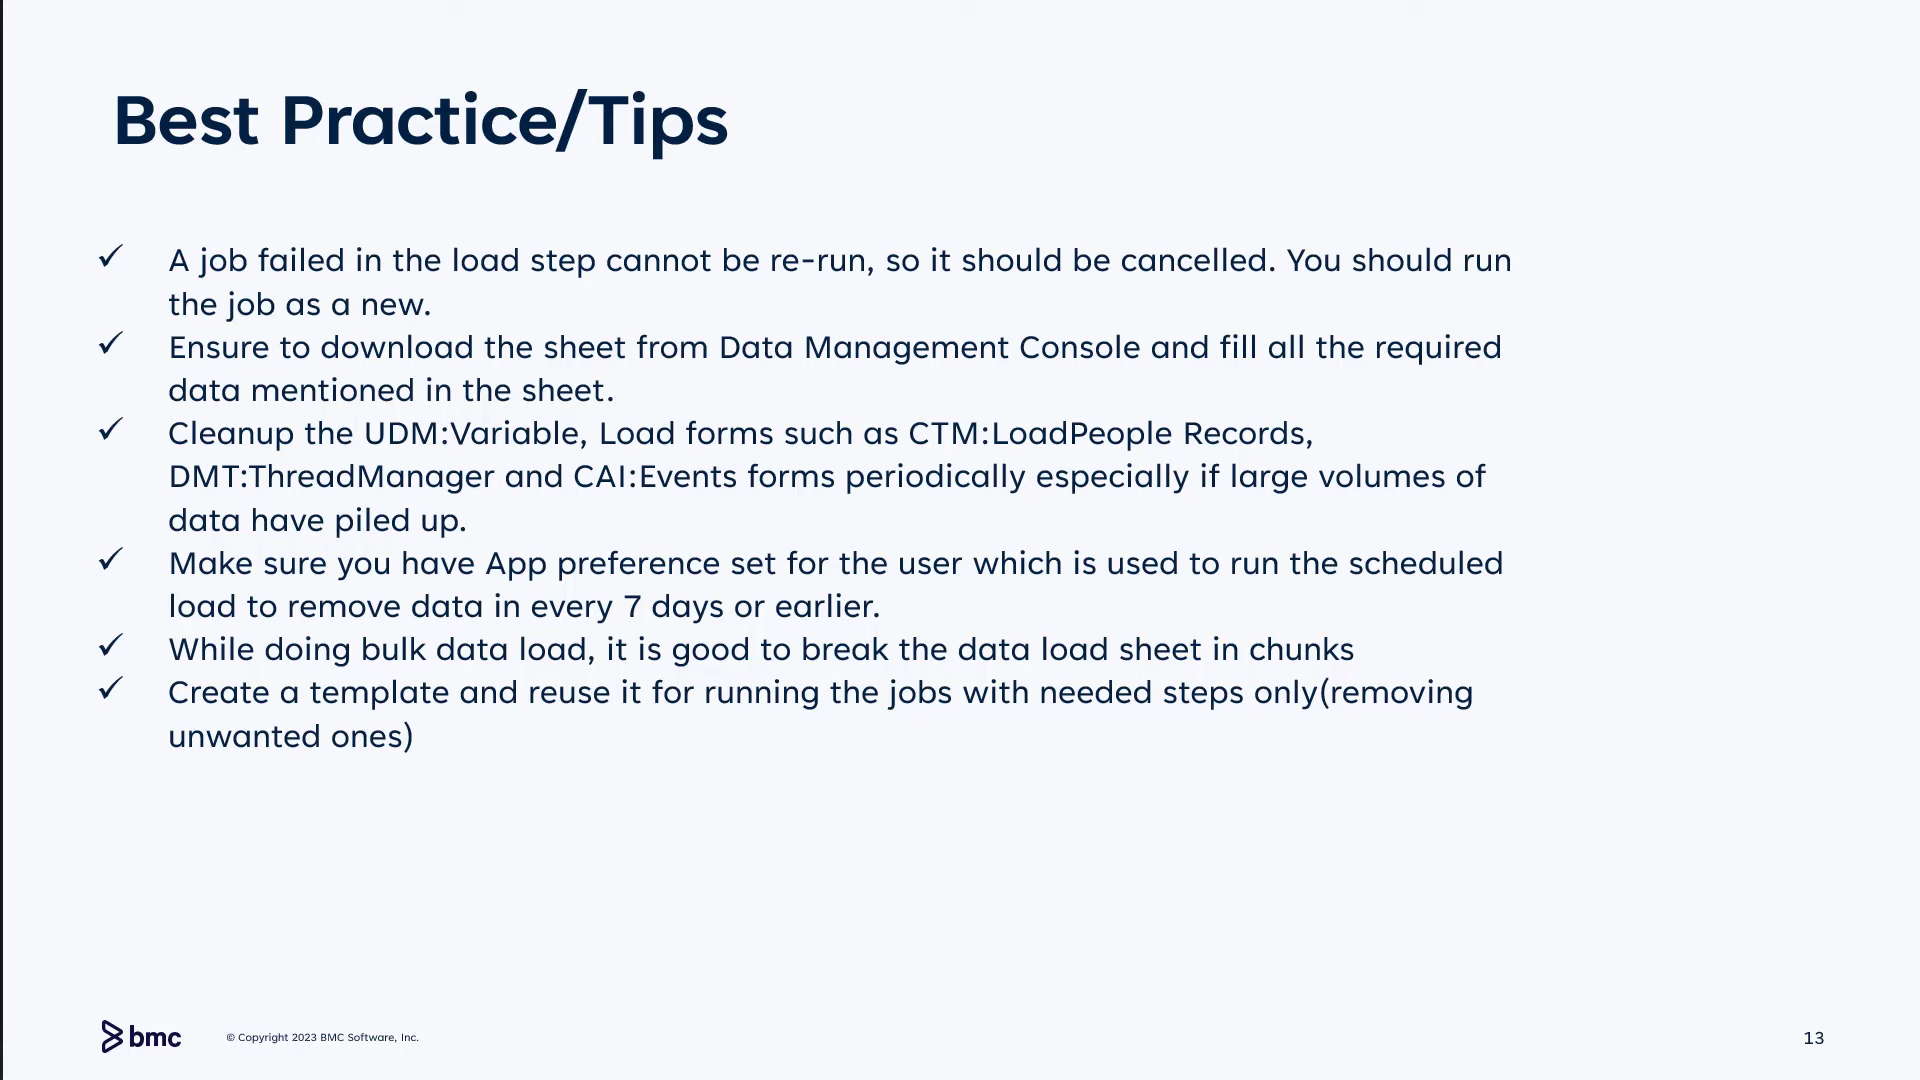 Best Practice/Tips
✓ A job failed in the load step cannot be re-run, so it should be cancelled. You should run
the job as a new.
✓ Ensure to download the sheet from Data Management Console and fill all the required
data mentioned in the sheet.
✓ Cleanup the UDM:Variable, Load forms such as CTM:LoadPeople Records,
DMT:ThreadManager and CAI:Events forms periodically especially if large volumes of
data have piled up.
✓ Make sure you have App preference set for the user which is used to run the scheduled
load to remove data in every 7 days or earlier.
✓ While doing bulk data load, it is good to break the data load sheet in chunks
✓ Create a template and reuse it for running the jobs with needed steps only(removing
unwanted ones)
bmc
© Copyright 2023 BMC Software, Inc.
13